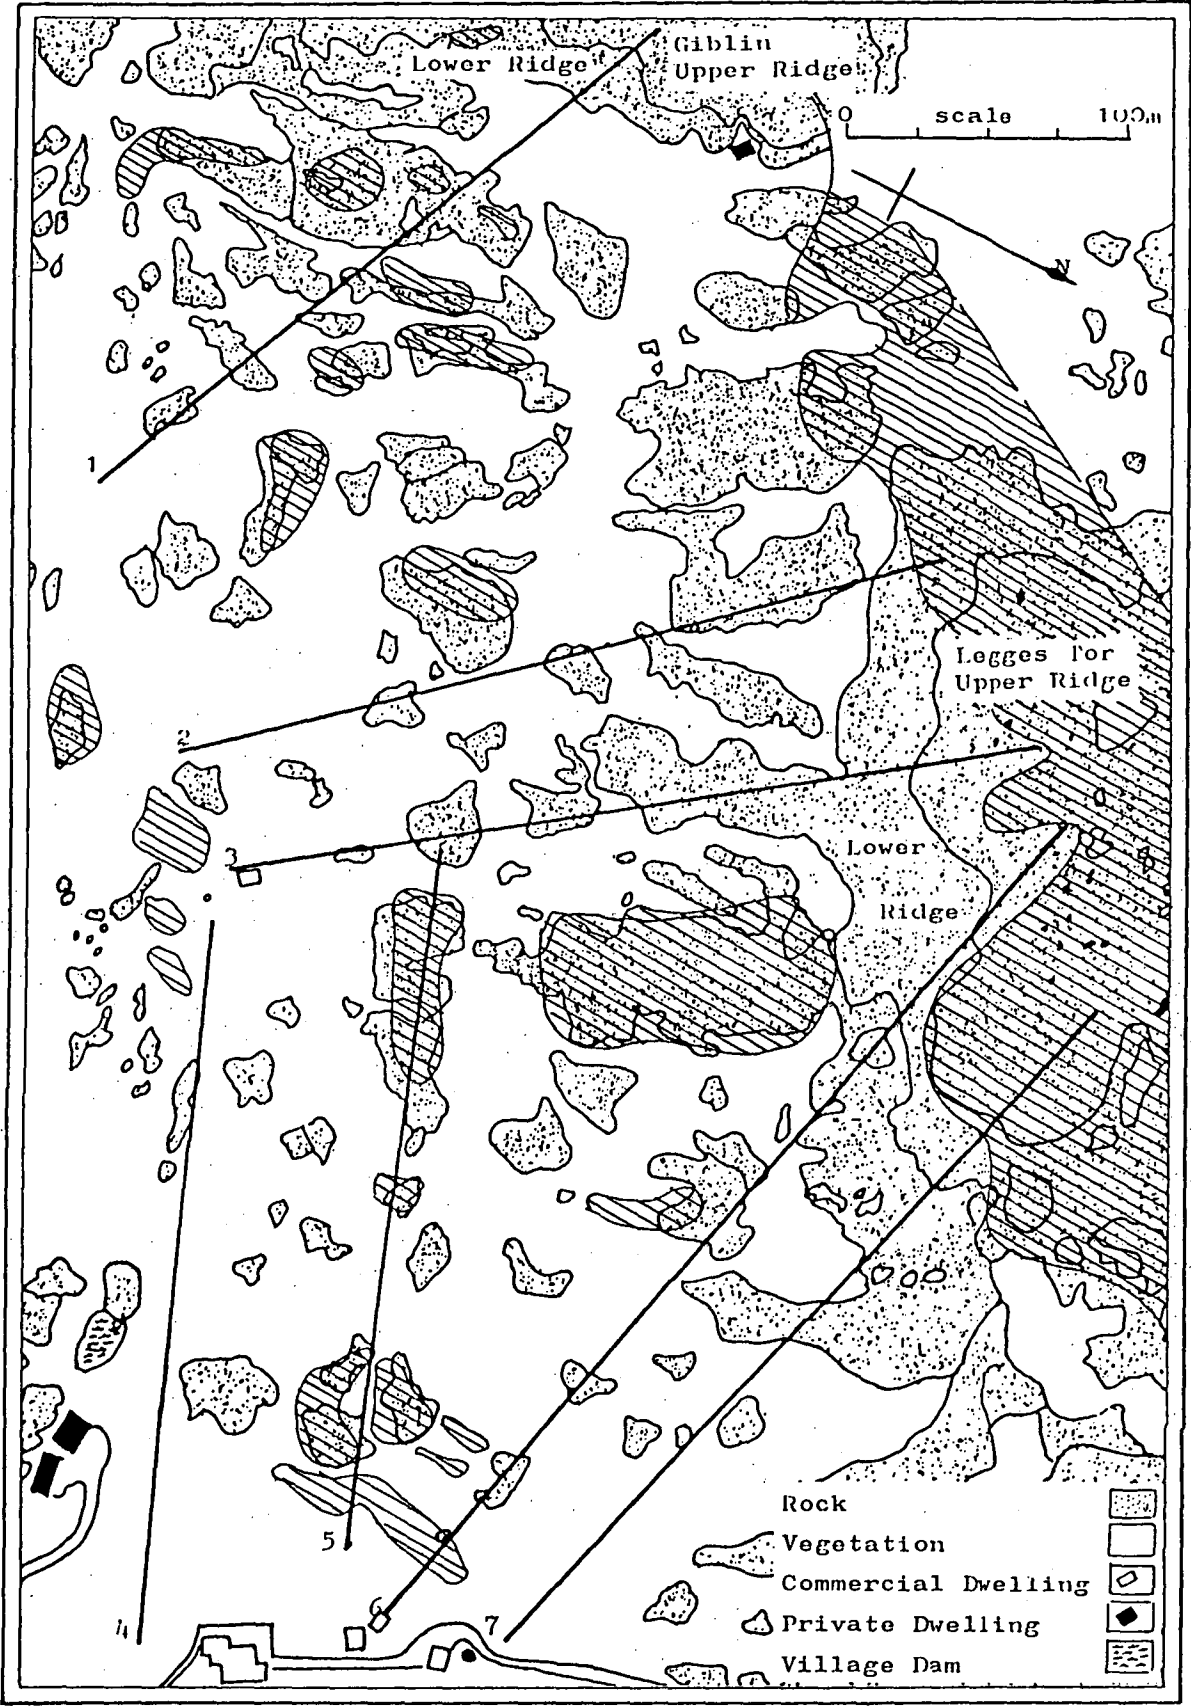 Giblin
Lower Ridge
Upper Ridge
0 scale 100m
N
1
Legges Tor
Upper Ridge
2
3
Lower
Ridge
5
6
4
7
Rock
Vegetation
Commercial Dwelling
Private Dwelling
Village Dam